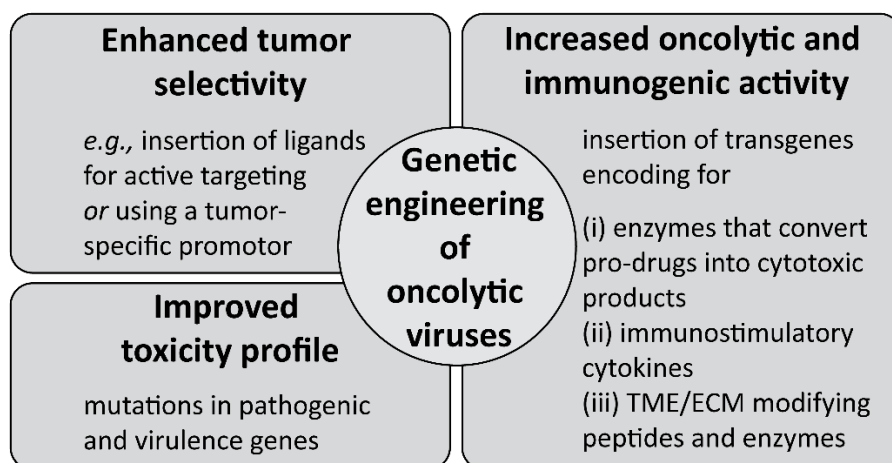 Enhanced tumor
selectivity
e.g., insertion of ligands
for active targeting
or using a tumor-
specific promotor
Improved
toxicity profile
mutations in pathogenic
and virulence genes
Genetic
engineering
of
oncolytic
viruses
Increased oncolytic and
immunogenic activity
insertion of transgenes
encoding for
(i) enzymes that convert
pro-drugs into cytotoxic
products
(ii) immunostimulatory
cytokines
(iii) TME/ECM modifying
peptides and enzymes